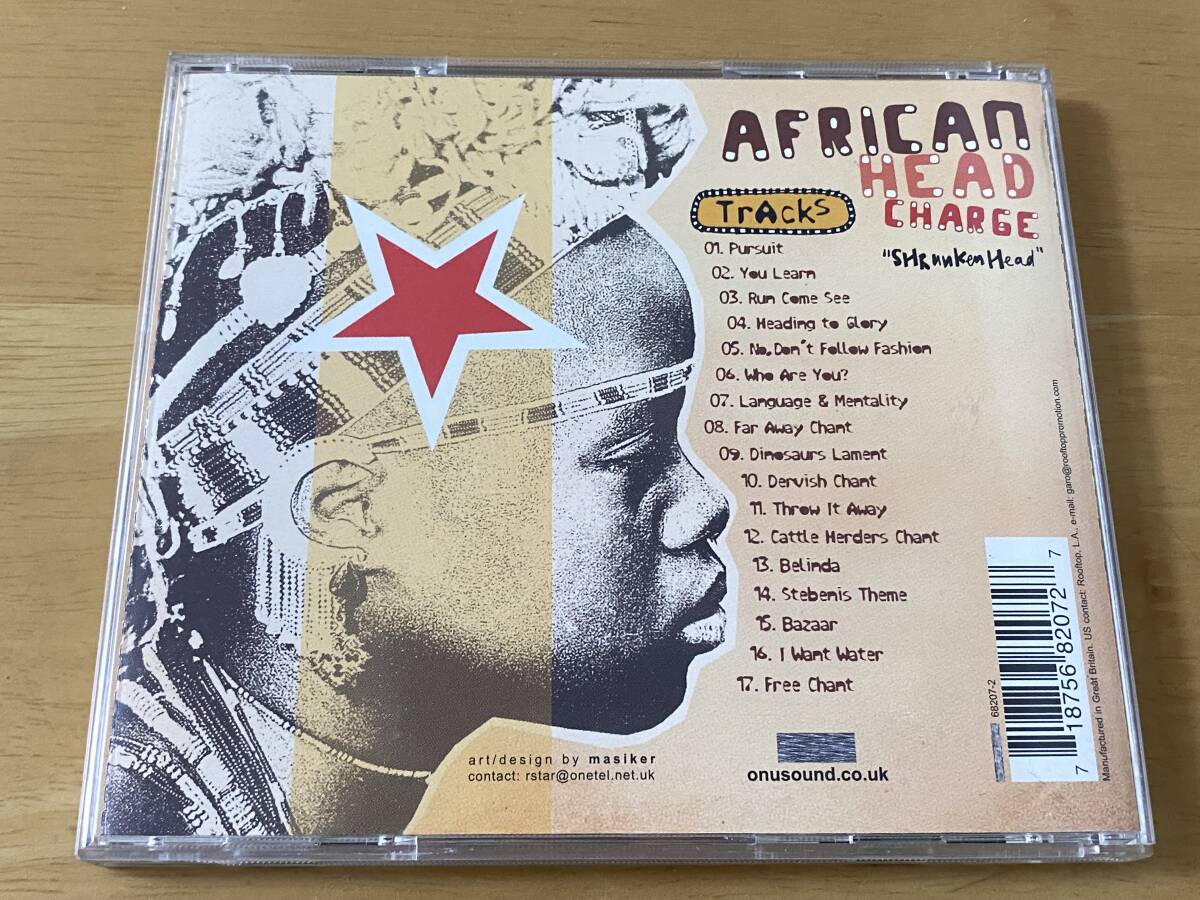 AFRICAN
HEAD
CHARGE
"SHRUNKEN Head"
TrAckS
01. Pursuit
02. You Learn
03. Run Come See
04. Heading to Glory
05. No, Don't Follow Fashion
06. Who Are You?
07. Language & Mentality
08. Far Away Chant
09. Dinosaurs Lament
10. Dervish Chant
11. Throw It Away
12. Cattle Herders Chant
13. Belinda
14. Stebenis Theme
15. Bazaar
16. I Want Water
17. Free Chant
art/design by masiker
contact: rstar@onetel.net.uk
onusound.co.uk
68207-2
7 18756 82072 7
Manufactured in Great Britain. US contact: Rooftop, L.A., e-mail: garo@rooftoppromotion.com